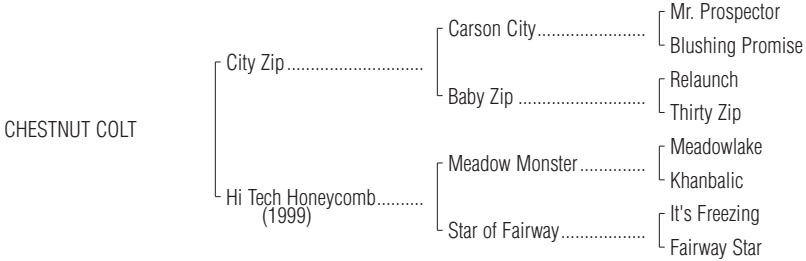 Mr. Prospector
Carson City.......................
Blushing Promise
City Zip.............................
Relaunch
Baby Zip ...........................
Thirty Zip
CHESTNUT COLT
Meadowlake
Meadow Monster..............
Khanbalic
Hi Tech Honeycomb..........
(1999)
It's Freezing
Star of Fairway..................
Fairway Star